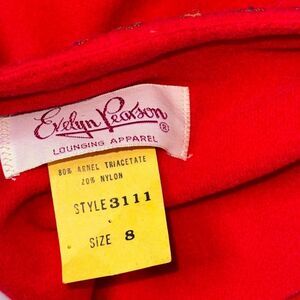 Evelyn Pearson ®
LOUNGING APPAREL
80% ARNEL TRIACETATE
20% NYLON
STYLE 3111
SIZE 8